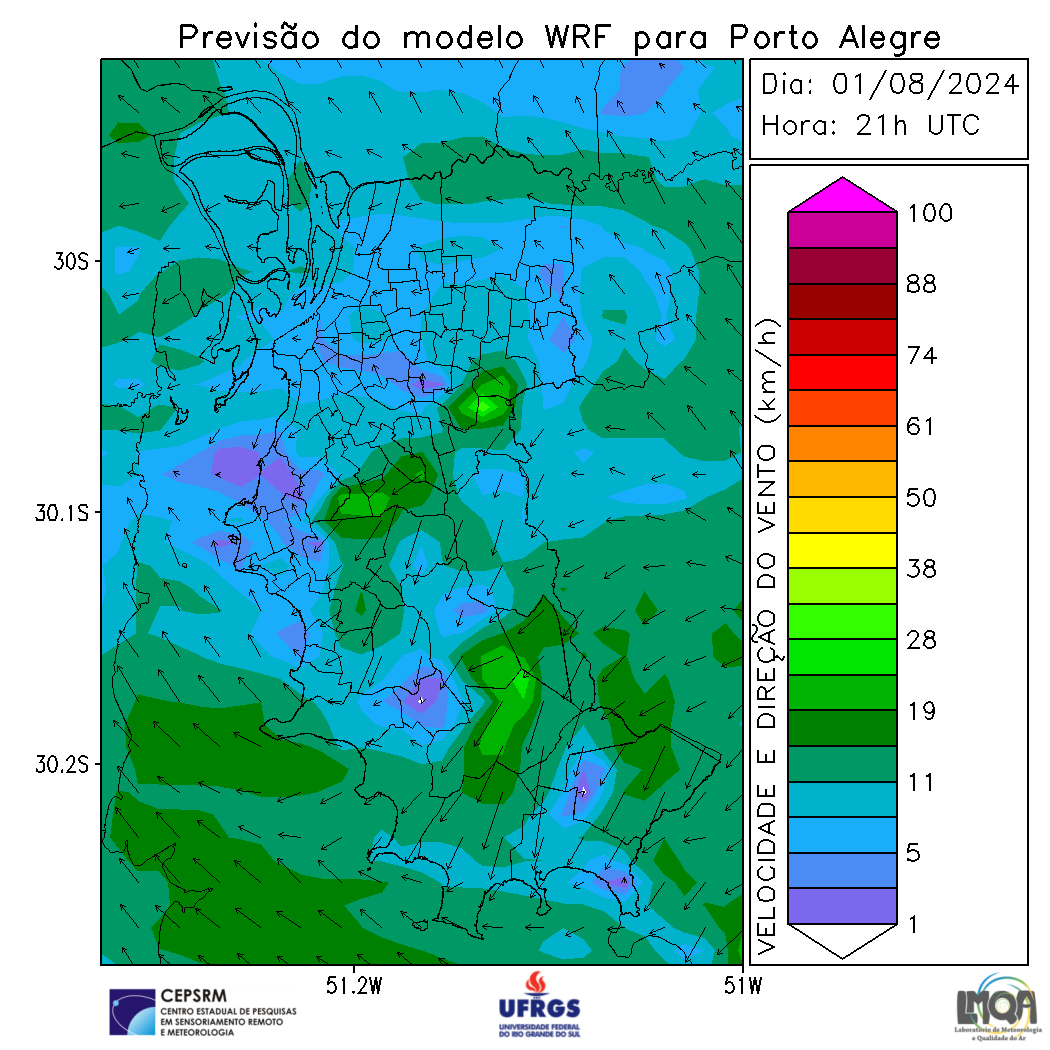 Previsão do modelo WRF para Porto Alegre
Dia: 01/08/2024
Hora: 21h UTC
30S
30.1S
30.2S
51.2W
51W
VELOCIDADE E DIREÇÃO DO VENTO (km/h)
100
88
74
61
50
38
28
19
11
5
1
CEPSRM
CENTRO ESTADUAL DE PESQUISAS
EM SENSORIAMENTO REMOTO
E METEOROLOGIA
UFRGS
UNIVERSIDADE FEDERAL
DO RIO GRANDE DO SUL
LMQA
Laboratório de Meteorologia
e Qualidade do Ar